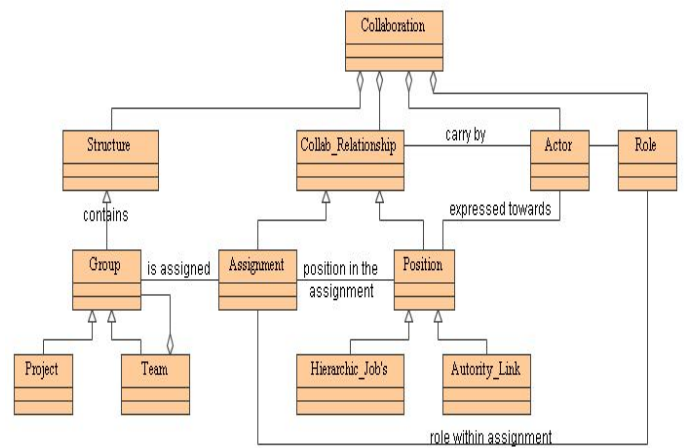 Collaboration
Structure
Collab_Relationship
carry by
Actor
Role
contains
expressed towards
Group
is assigned
Assignment
position in the
assignment
Position
Project
Team
Hierarchic_Job's
Autority_Link
role within assignment